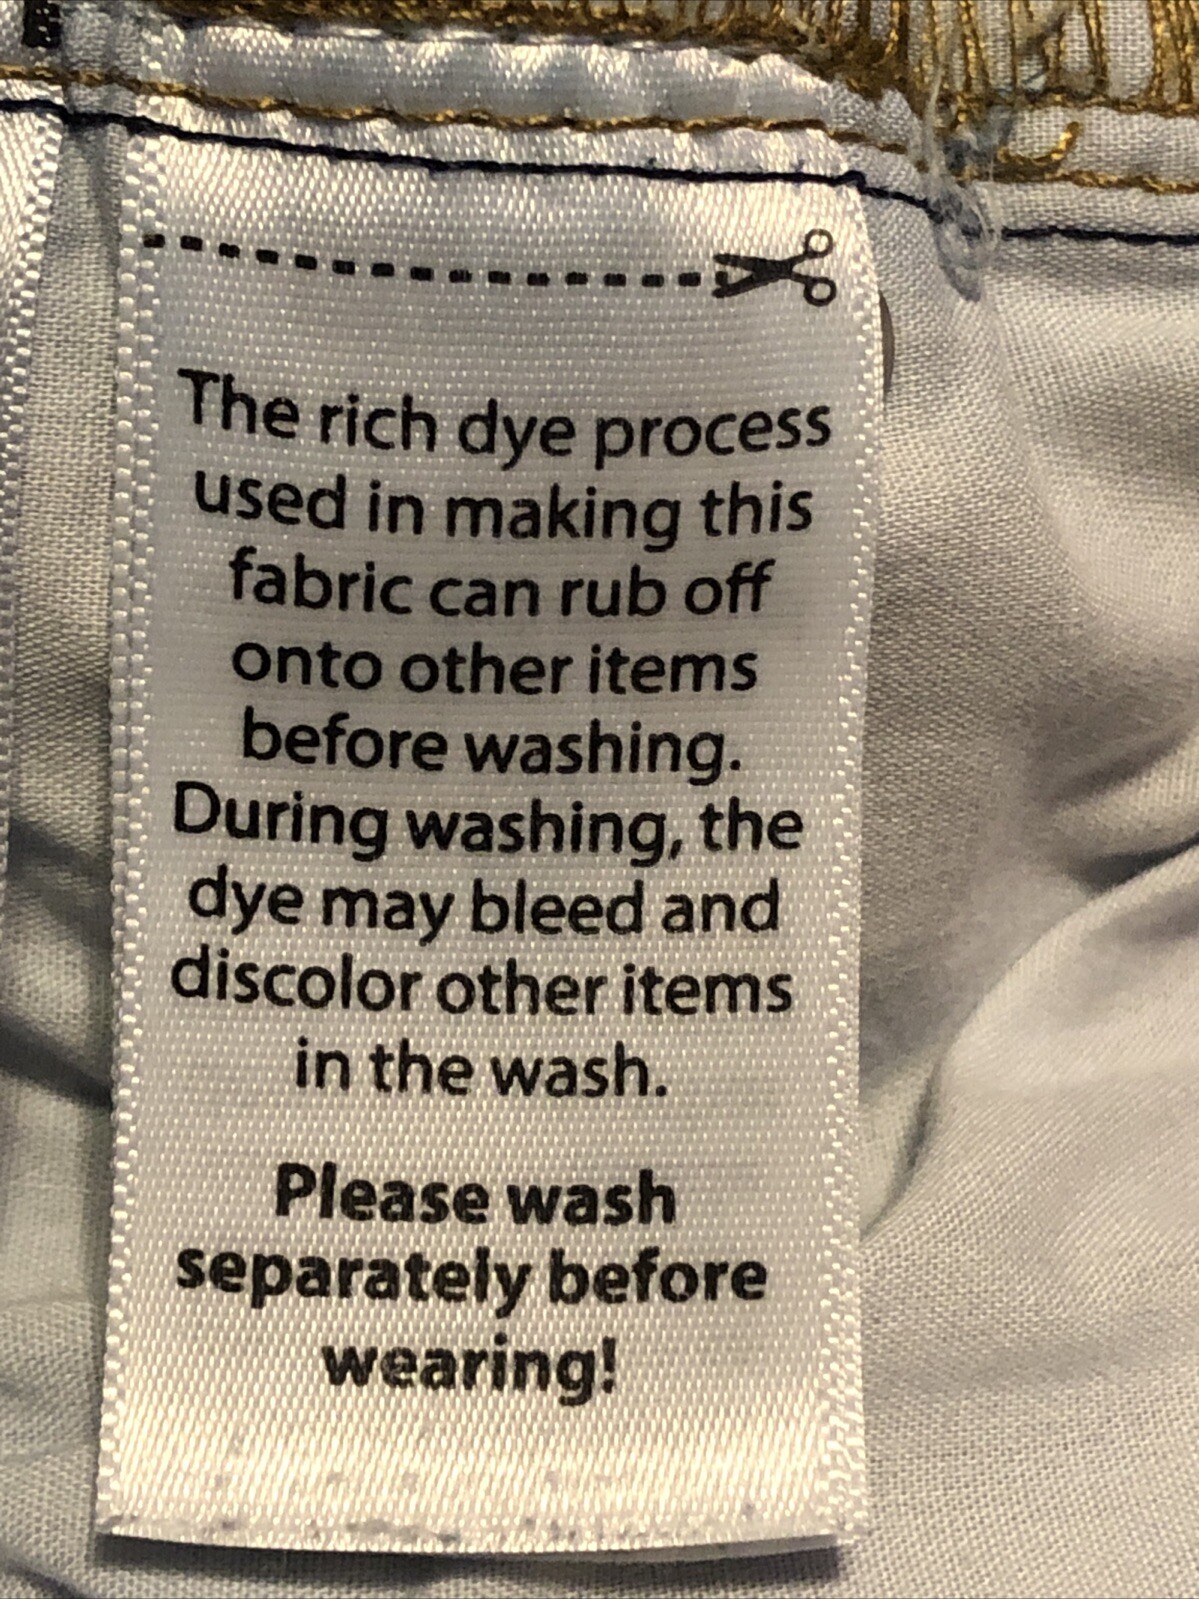 The rich dye process
used in making this
fabric can rub off
onto other items
before washing.
During washing, the
dye may bleed and
discolor other items
in the wash.
Please wash
separately before
wearing!